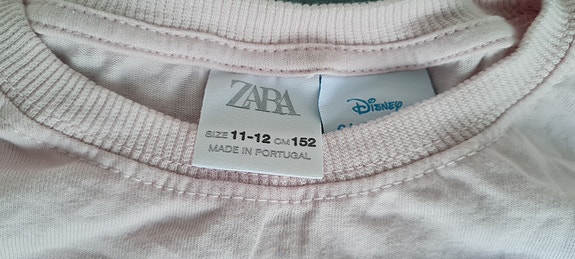 ZARA
SIZE 11-12 CM 152
MADE IN PORTUGAL
Disney